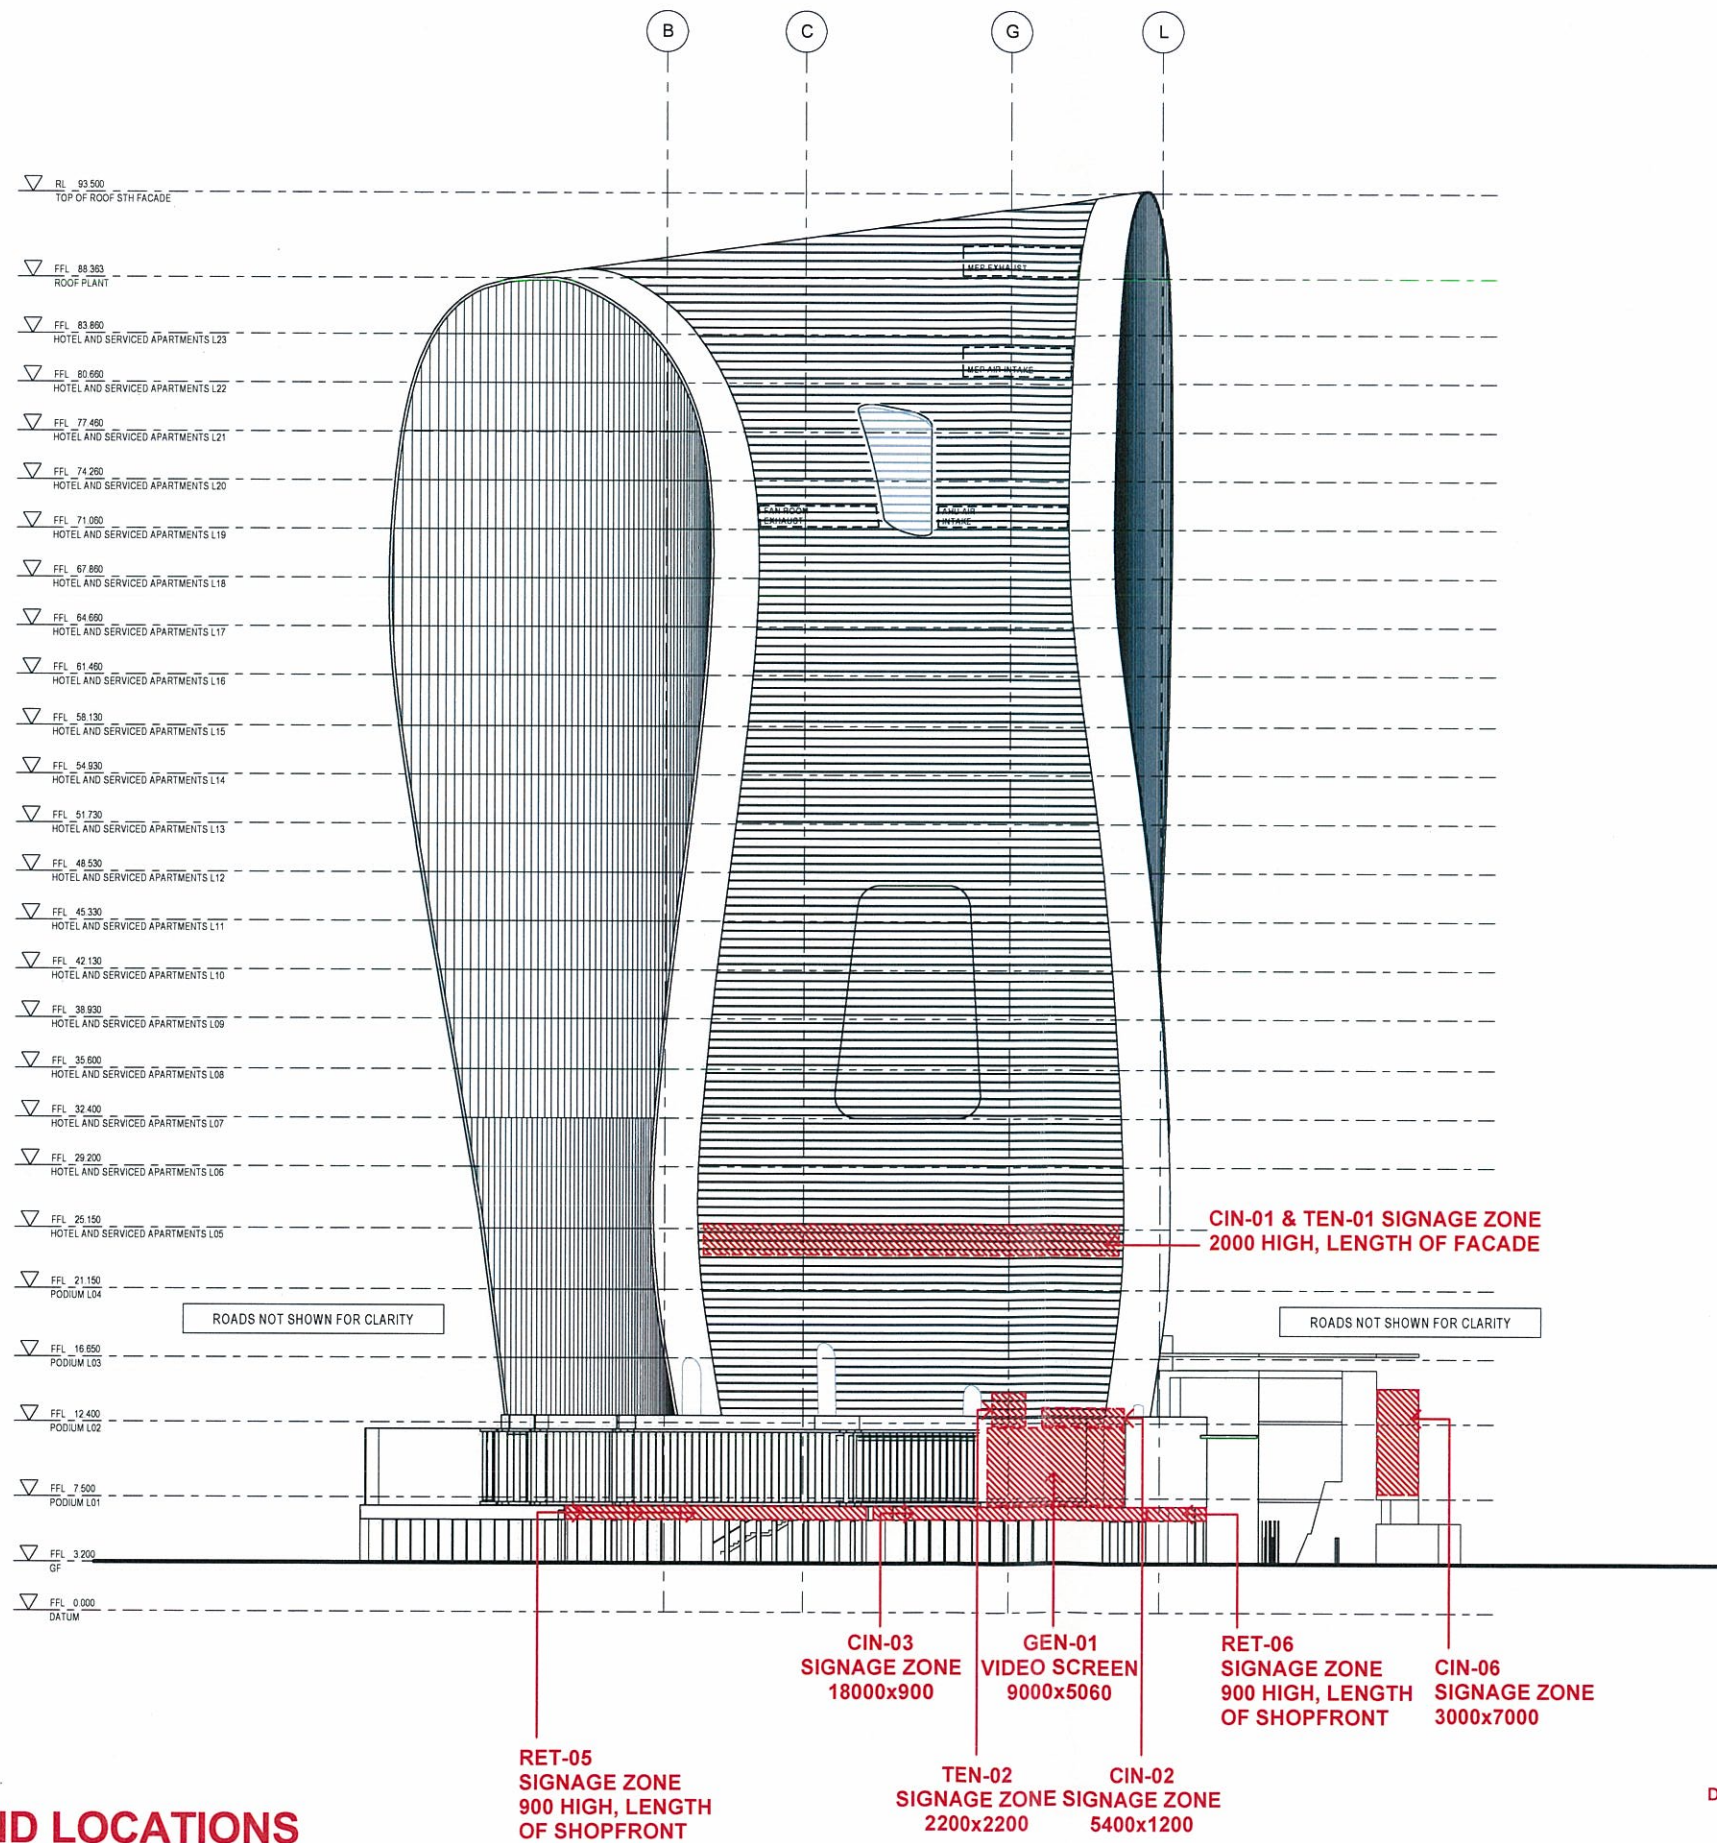 B
C
G
L
RL 93.500
TOP OF ROOF STH FACADE
MEP EXHAUST
FFL 88.363
ROOF PLANT
FFL 83.860
HOTEL AND SERVICED APARTMENTS L23
MEP AIR INTAKE
FFL 80.660
HOTEL AND SERVICED APARTMENTS L22
FFL 77.460
HOTEL AND SERVICED APARTMENTS L21
FFL 74.260
HOTEL AND SERVICED APARTMENTS L20
FAN ROOM
EXHAUST
AHU AIR
INTAKE
FFL 71.060
HOTEL AND SERVICED APARTMENTS L19
FFL 67.860
HOTEL AND SERVICED APARTMENTS L18
FFL 64.660
HOTEL AND SERVICED APARTMENTS L17
FFL 61.460
HOTEL AND SERVICED APARTMENTS L16
FFL 58.130
HOTEL AND SERVICED APARTMENTS L15
FFL 54.930
HOTEL AND SERVICED APARTMENTS L14
FFL 51.730
HOTEL AND SERVICED APARTMENTS L13
FFL 48.530
HOTEL AND SERVICED APARTMENTS L12
FFL 45.330
HOTEL AND SERVICED APARTMENTS L11
FFL 42.130
HOTEL AND SERVICED APARTMENTS L10
FFL 38.930
HOTEL AND SERVICED APARTMENTS L09
FFL 35.600
HOTEL AND SERVICED APARTMENTS L08
FFL 32.400
HOTEL AND SERVICED APARTMENTS L07
FFL 29.200
HOTEL AND SERVICED APARTMENTS L06
FFL 25.150
HOTEL AND SERVICED APARTMENTS L05
CIN-01 & TEN-01 SIGNAGE ZONE
2000 HIGH, LENGTH OF FACADE
FFL 21.150
PODIUM L04
ROADS NOT SHOWN FOR CLARITY
ROADS NOT SHOWN FOR CLARITY
FFL 16.650
PODIUM L03
FFL 12.400
PODIUM L02
FFL 7.500
PODIUM L01
FFL 3.200
GF
FFL 0.000
DATUM
CIN-03
SIGNAGE ZONE
18000x900
GEN-01
VIDEO SCREEN
9000x5060
RET-06
SIGNAGE ZONE
900 HIGH, LENGTH
OF SHOPFRONT
CIN-06
SIGNAGE ZONE
3000x7000
RET-05
SIGNAGE ZONE
900 HIGH, LENGTH
OF SHOPFRONT
TEN-02
SIGNAGE ZONE
2200x2200
CIN-02
SIGNAGE ZONE
5400x1200
D
ND LOCATIONS